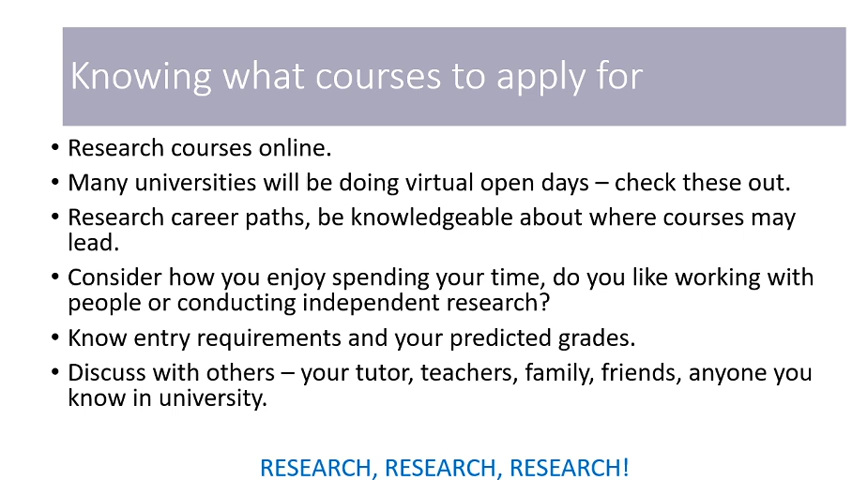 Knowing what courses to apply for
• Research courses online.
• Many universities will be doing virtual open days – check these out.
• Research career paths, be knowledgeable about where courses may
lead.
• Consider how you enjoy spending your time, do you like working with
people or conducting independent research?
• Know entry requirements and your predicted grades.
• Discuss with others – your tutor, teachers, family, friends, anyone you
know in university.
RESEARCH, RESEARCH, RESEARCH!